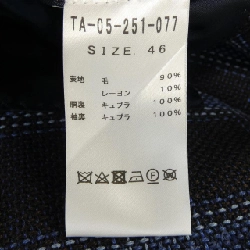 TA-05-251-077
SIZE. 46
表地 毛 90%
レーヨン 10%
胴裏 キュプラ 100%
袖裏 キュプラ 100%